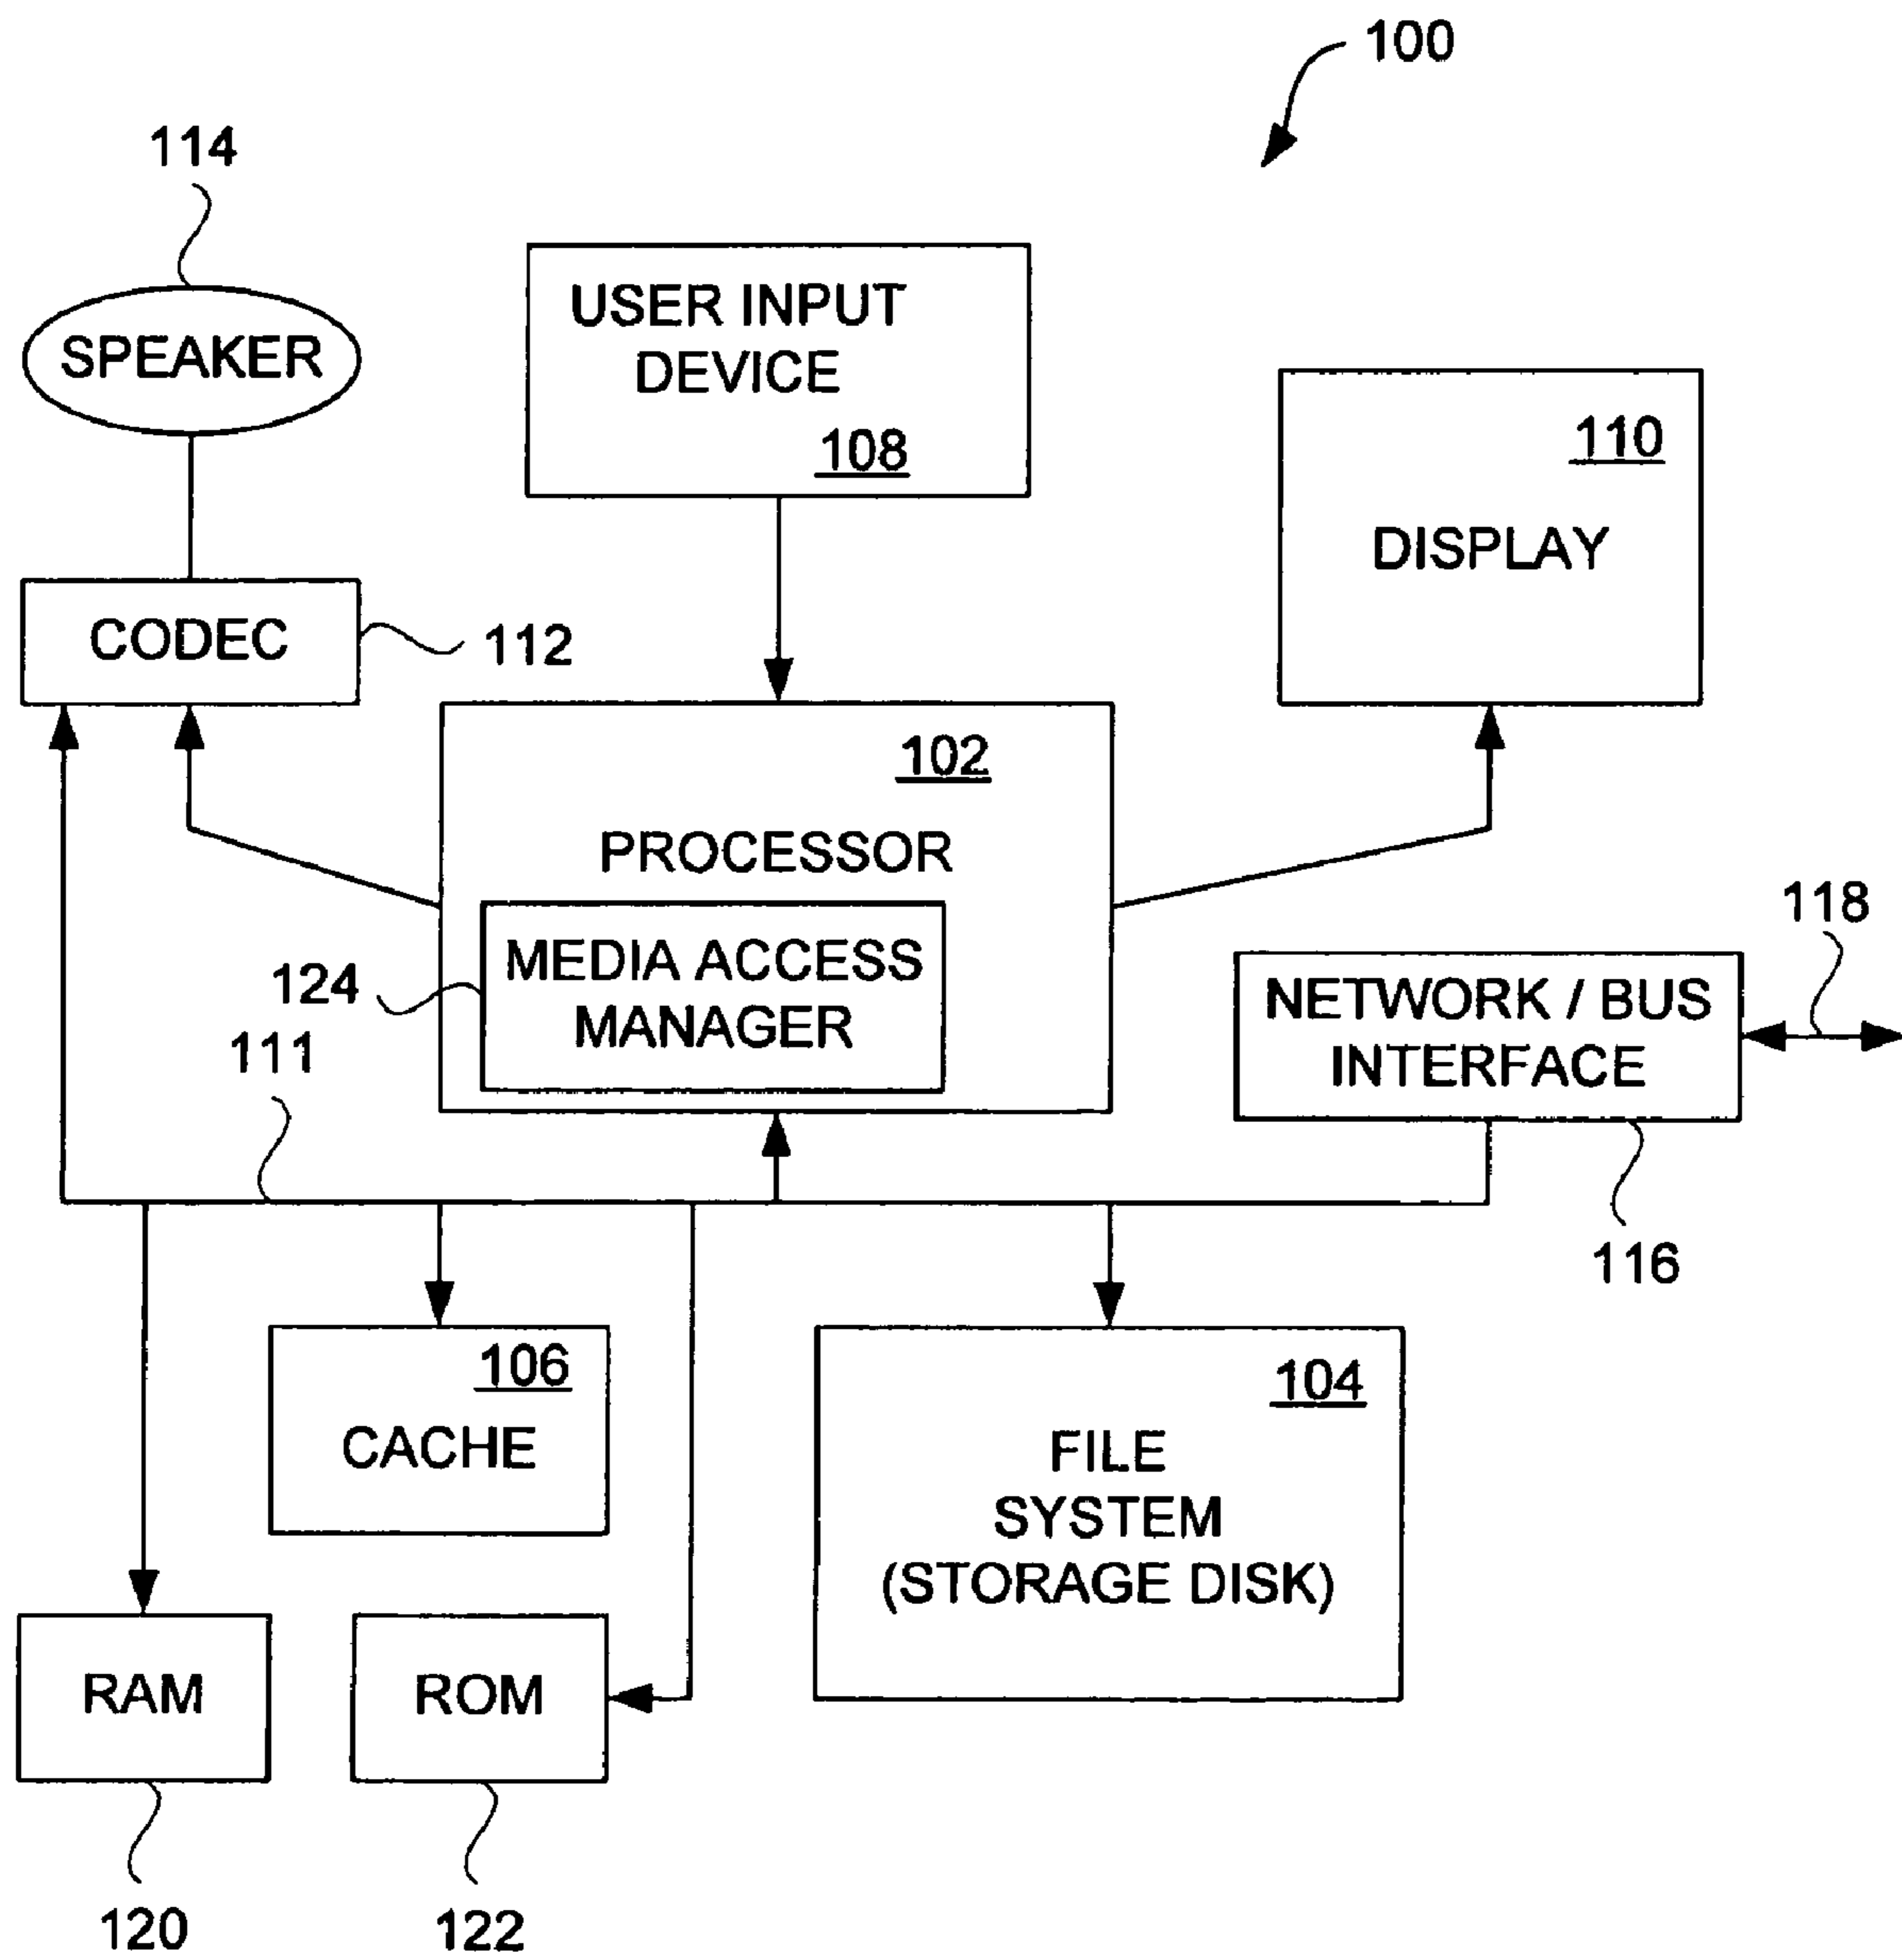 100
114
SPEAKER
USER INPUT
DEVICE
108
110
DISPLAY
CODEC
112
102
PROCESSOR
MEDIA ACCESS
MANAGER
124
111
118
NETWORK / BUS
INTERFACE
116
106
CACHE
104
FILE
SYSTEM
(STORAGE DISK)
RAM
ROM
120
122